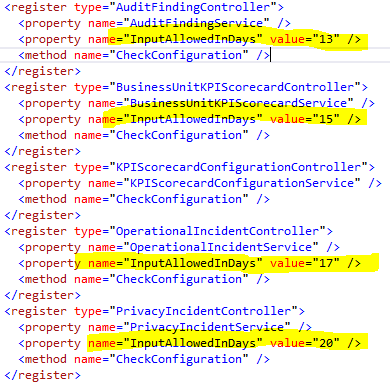 <register type="AuditFindingController">
<property name="AuditFindingService" />
<property name="InputAllowedInDays" value="13" />
<method name="CheckConfiguration" />
</register>
<register type="BusinessUnitKPIScorecardController">
<property name="BusinessUnitKPIScorecardService" />
<property name="InputAllowedInDays" value="15" />
<method name="CheckConfiguration" />
</register>
<register type="KPIScorecardConfigurationController">
<property name="KPIScorecardConfigurationService" />
<method name="CheckConfiguration" />
</register>
<register type="OperationalIncidentController">
<property name="OperationalIncidentService" />
<property name="InputAllowedInDays" value="17" />
<method name="CheckConfiguration" />
</register>
<register type="PrivacyIncidentController">
<property name="PrivacyIncidentService" />
<property name="InputAllowedInDays" value="20" />
<method name="CheckConfiguration" />
</register>